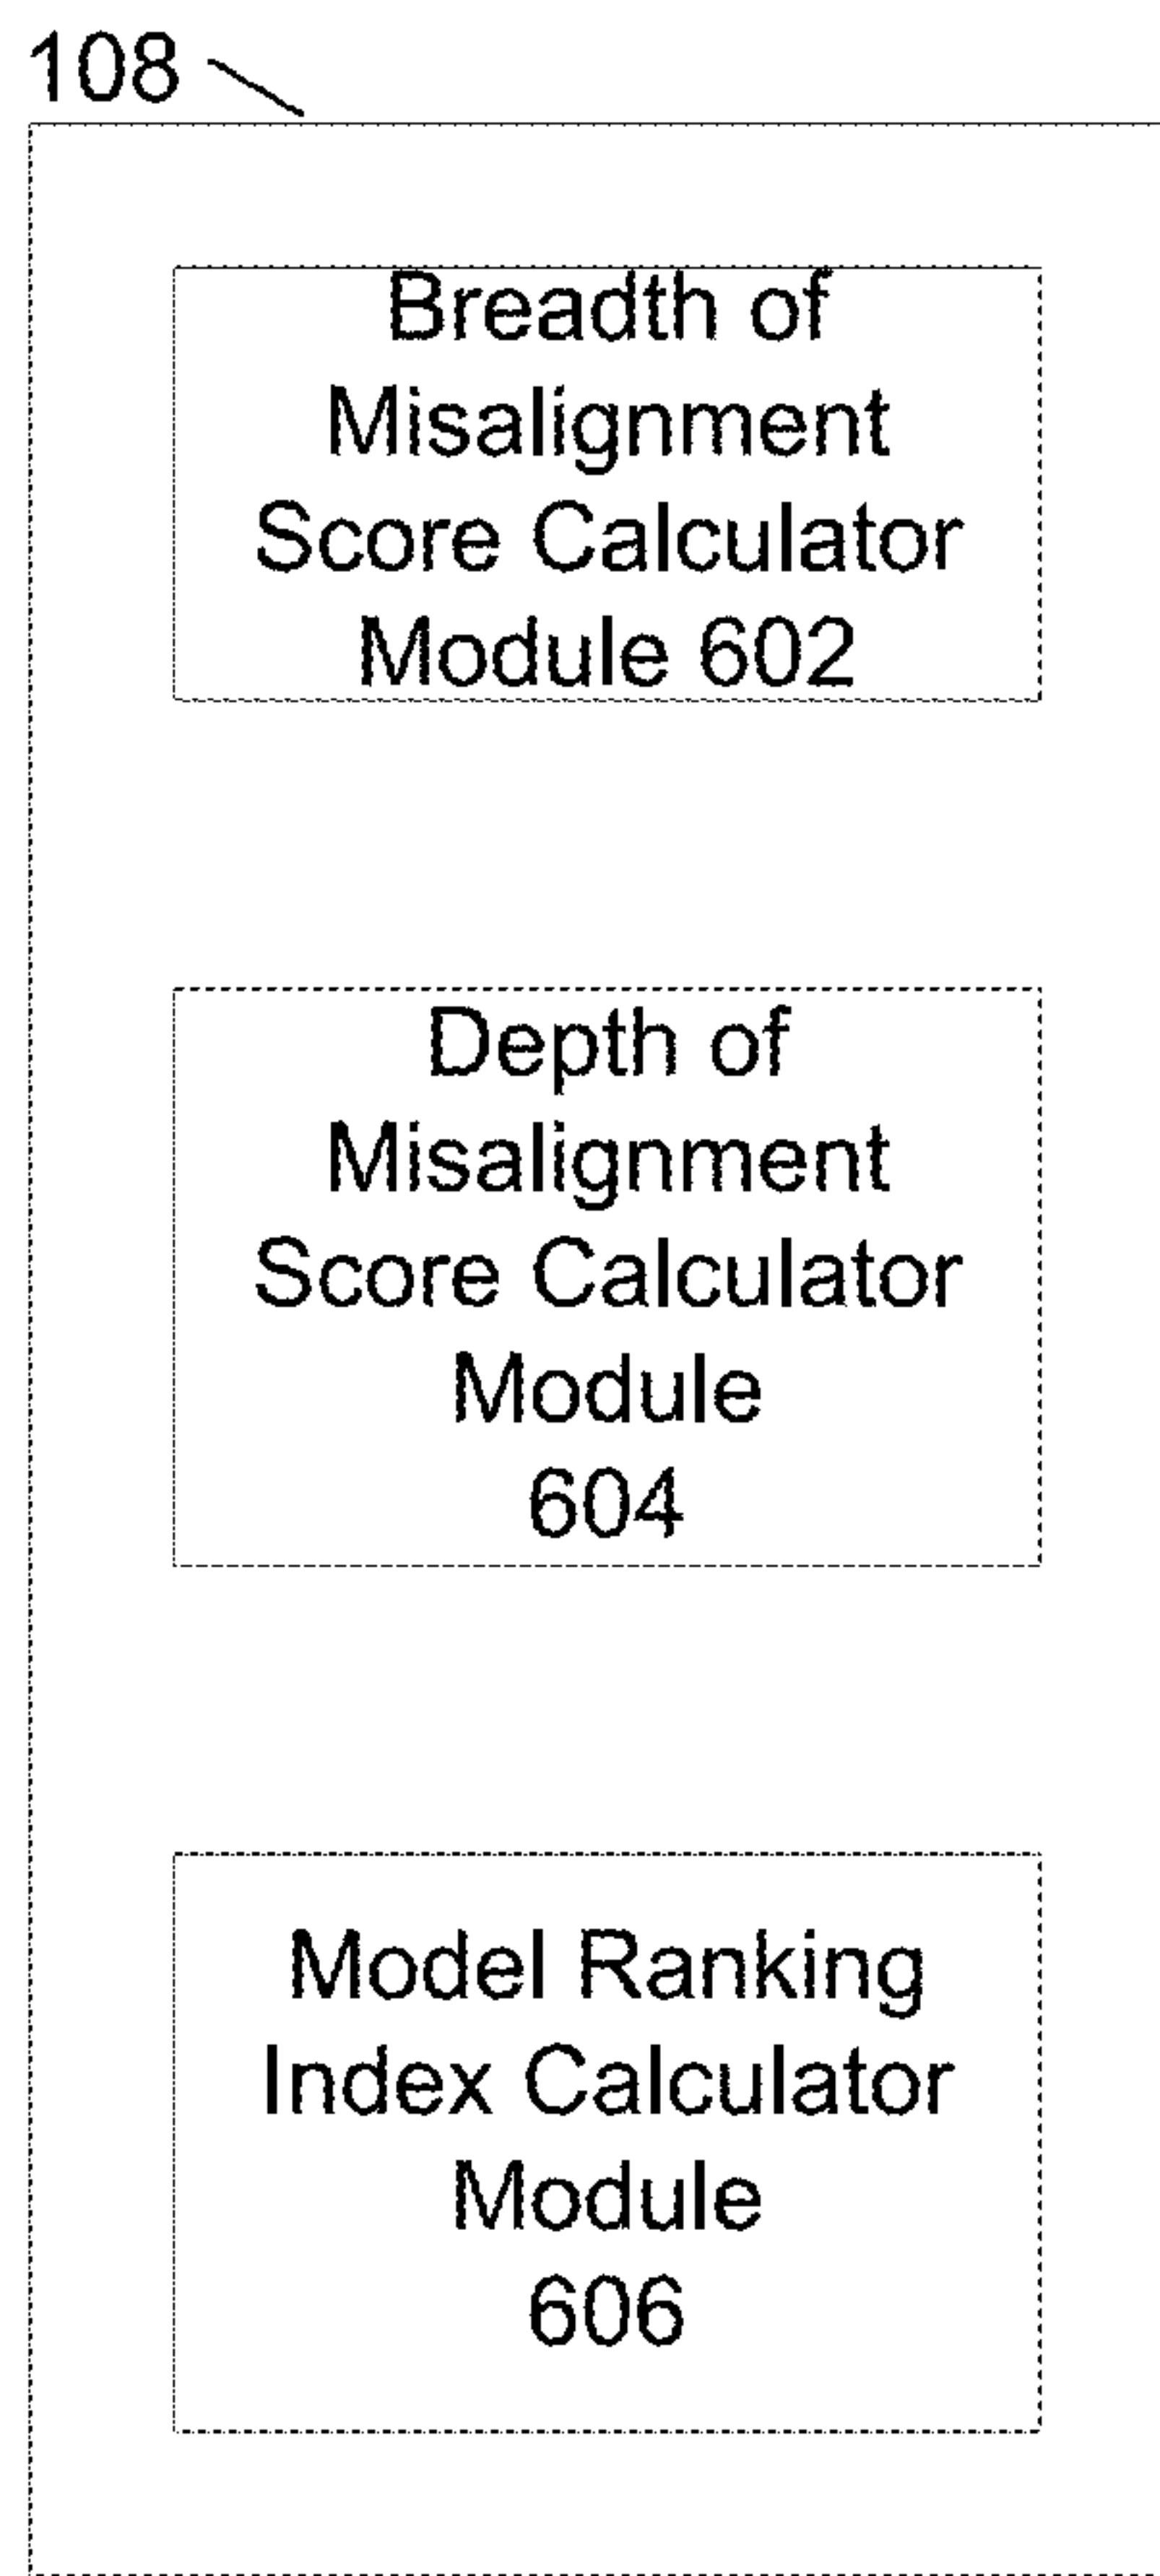 108
Breadth of
Misalignment
Score Calculator
Module 602
Depth of
Misalignment
Score Calculator
Module
604
Model Ranking
Index Calculator
Module
606